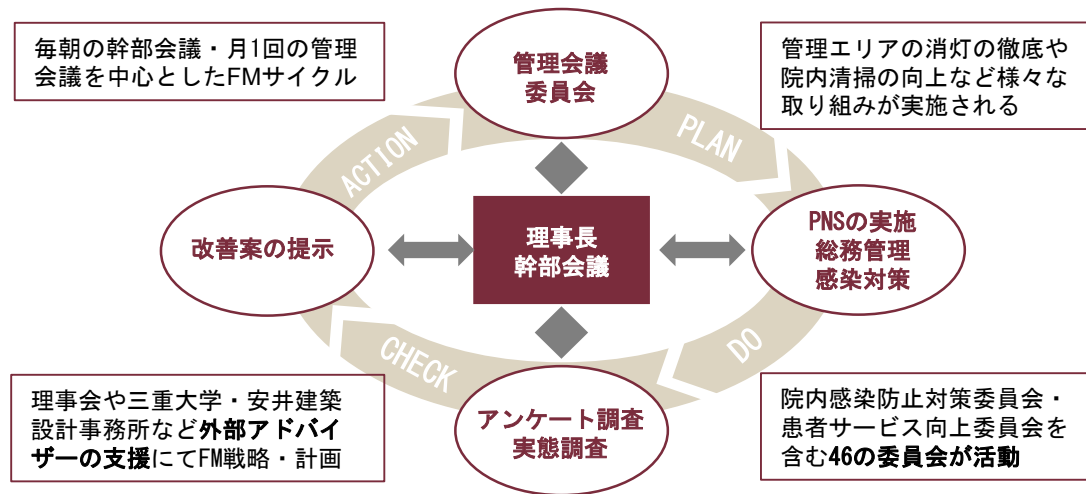 毎朝の幹部会議・月1回の管理
会議を中心としたFMサイクル
管理会議
委員会
管理エリアの消灯の徹底や
院内清掃の向上など様々な
取り組みが実施される
ACTION
PLAN
改善案の提示
理事長
幹部会議
PNSの実施
総務管理
感染対策
CHECK
DO
理事会や三重大学・安井建築
設計事務所など外部アドバイ
ザーの支援にてFM戦略・計画
アンケート調査
実態調査
院内感染防止対策委員会・
患者サービス向上委員会を
含む46の委員会が活動